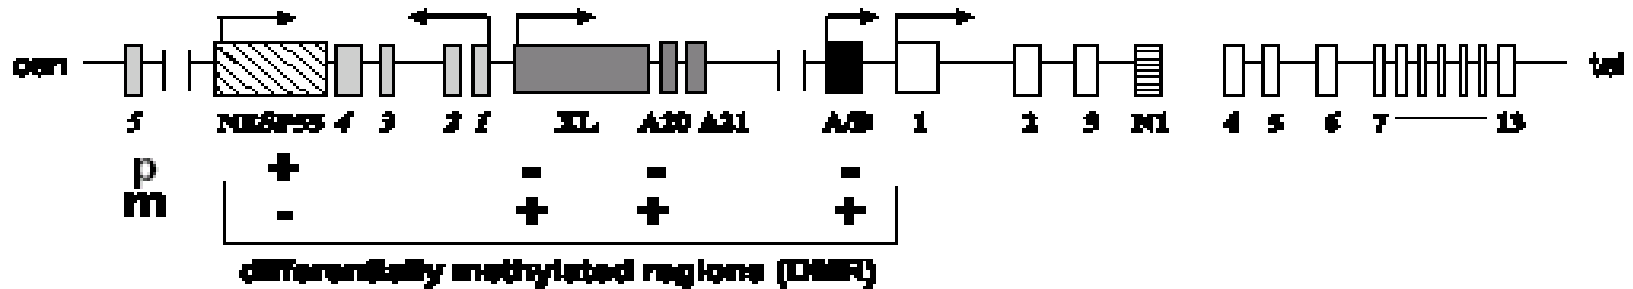 cen tel
5 NESP55 4 3 2 1 XL A20 A21 A/B 1 2 3 N1 4 5 6 7 13
p + - - -
m - + + +
differentially methylated regions (DMR)